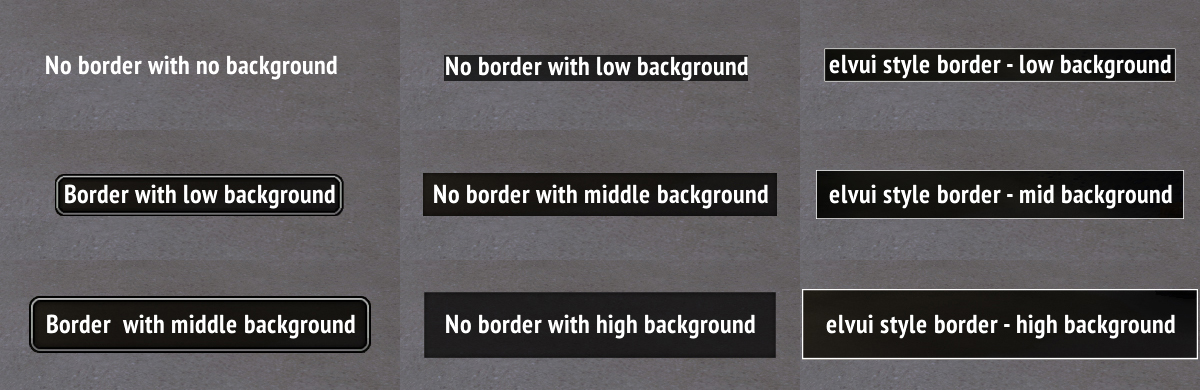 No border with no background
No border with low background
elvui style border - low background
Border with low background
No border with middle background
elvui style border - mid background
Border  with middle background
No border with high background
elvui style border - high background